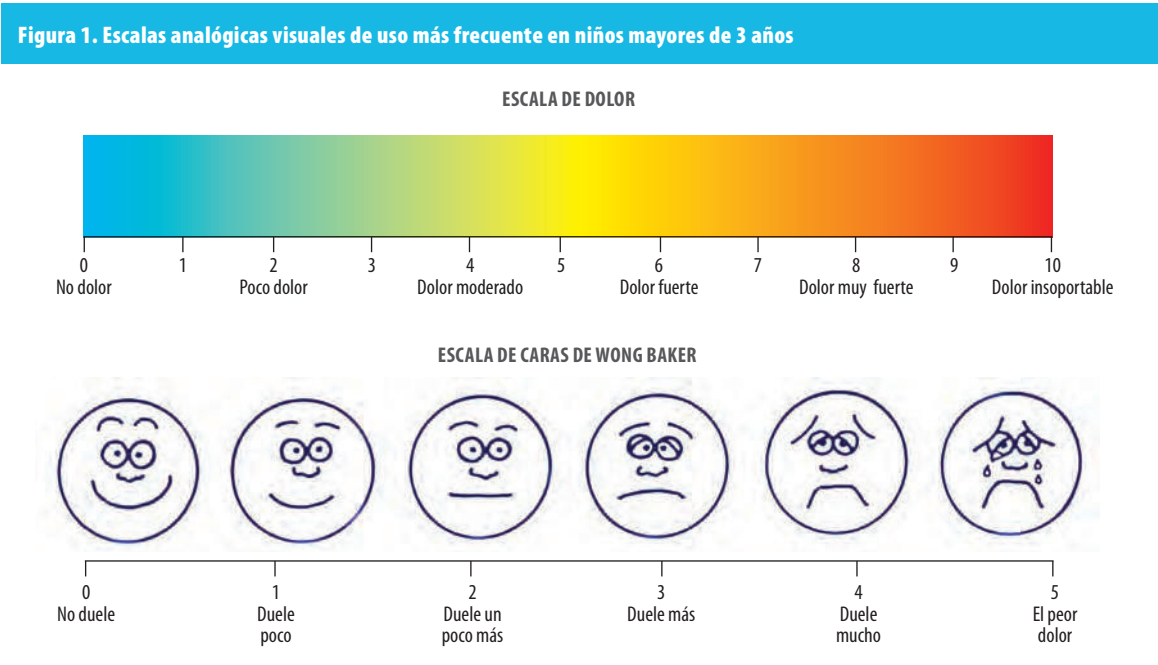 Figura 1. Escalas analógicas visuales de uso más frecuente en niños mayores de 3 años
ESCALA DE DOLOR
0 1 2 3 4 5 6 7 8 9 10
No dolor Poco dolor Dolor moderado Dolor fuerte Dolor muy fuerte Dolor insoportable
ESCALA DE CARAS DE WONG BAKER
0 1 2 3 4 5
No duele Duele Duele un Duele más Duele El peor
poco poco más mucho dolor